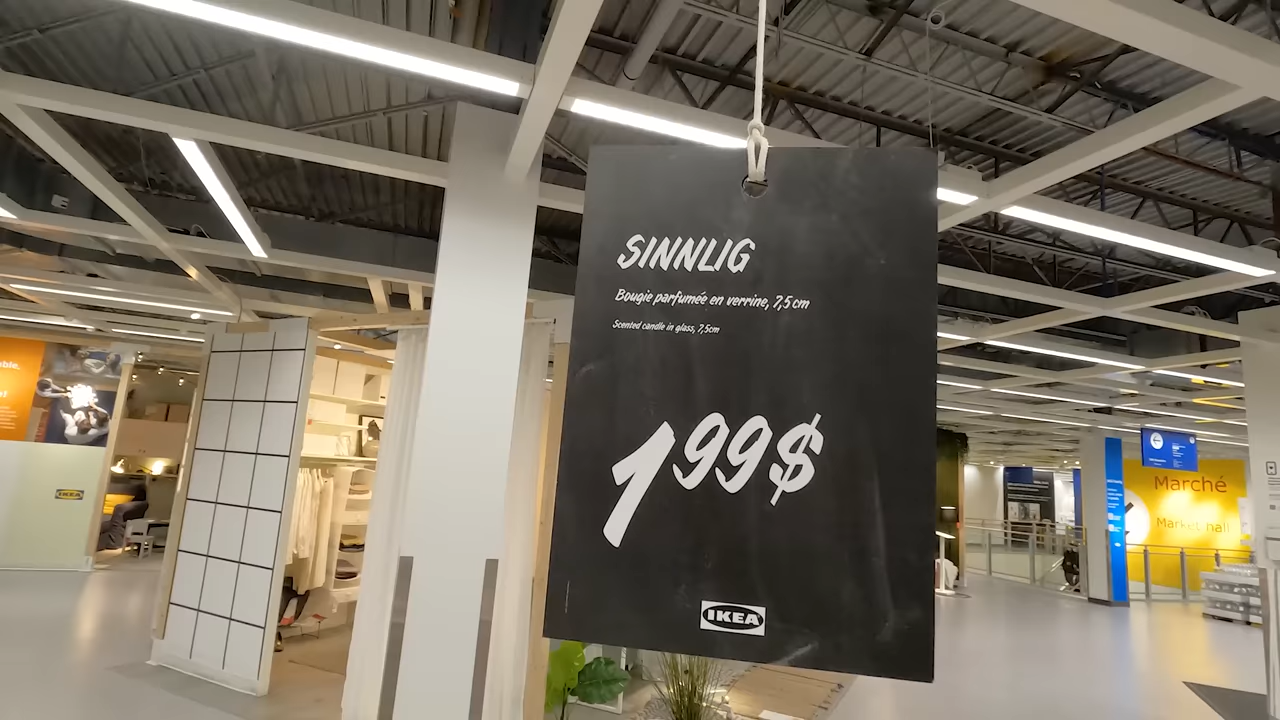 SINNLIG
Bougie parfumée en verrine, 7,5 cm
Scented candle in glass, 7,5cm
1 99$
IKEA
IKEA
Marché
Market hall